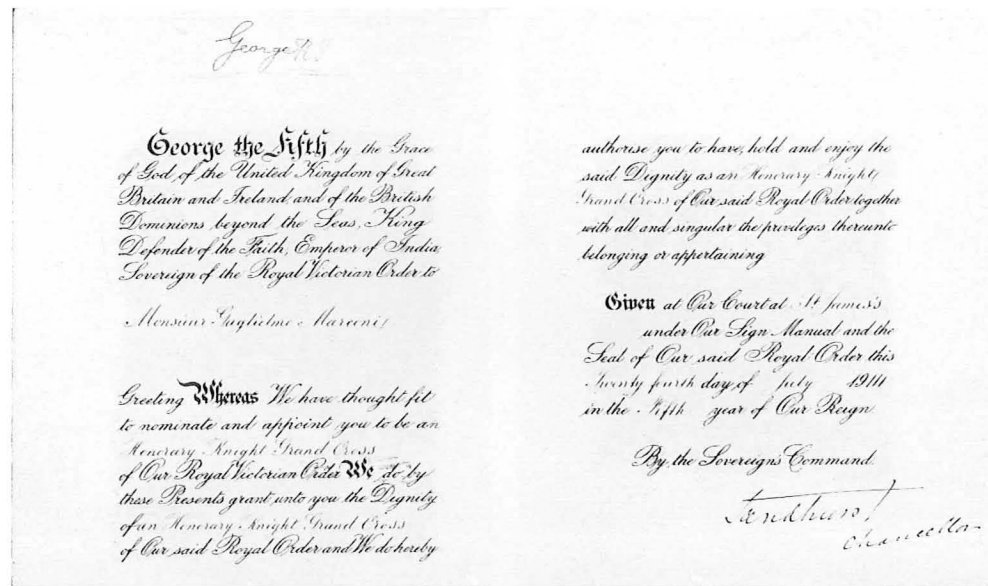 George R.I.
George the Fifth by the Grace
of God, of the United Kingdom of Great
Britain and Ireland, and of the British
Dominions beyond the Seas, King
Defender of the Faith, Emperor of India,
Sovereign of the Royal Victorian Order to
Monsieur Guglielmo Marconi,
Greeting Whereas We have thought fit
to nominate and appoint you to be an
Honorary Knight Grand Cross
of Our Royal Victorian Order We do by
these Presents grant unto you the Dignity
of an Honorary Knight Grand Cross
of Our said Royal Order and We do hereby
authorise you to have, hold and enjoy the
said Dignity as an Honorary Knight
Grand Cross of Our said Royal Order together
with all and singular the privileges thereunto
belonging or appertaining
Given at Our Court at St James's
under Our Sign Manual and the
Seal of Our said Royal Order this
Twenty fourth day of July 1914
in the Fifth year of Our Reign
By the Sovereign's Command.
Sandhurst
Chancellor